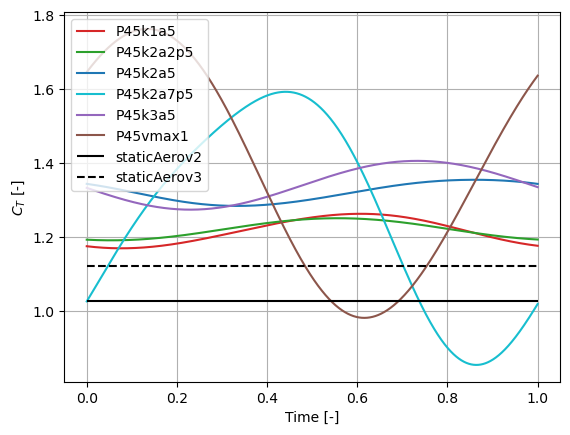 1.8
1.6
1.4
1.2
1.0
C_T [-]
P45k1a5
P45k2a2p5
P45k2a5
P45k2a7p5
P45k3a5
P45vmax1
staticAerov2
staticAerov3
0.0 0.2 0.4 0.6 0.8 1.0
Time [-]